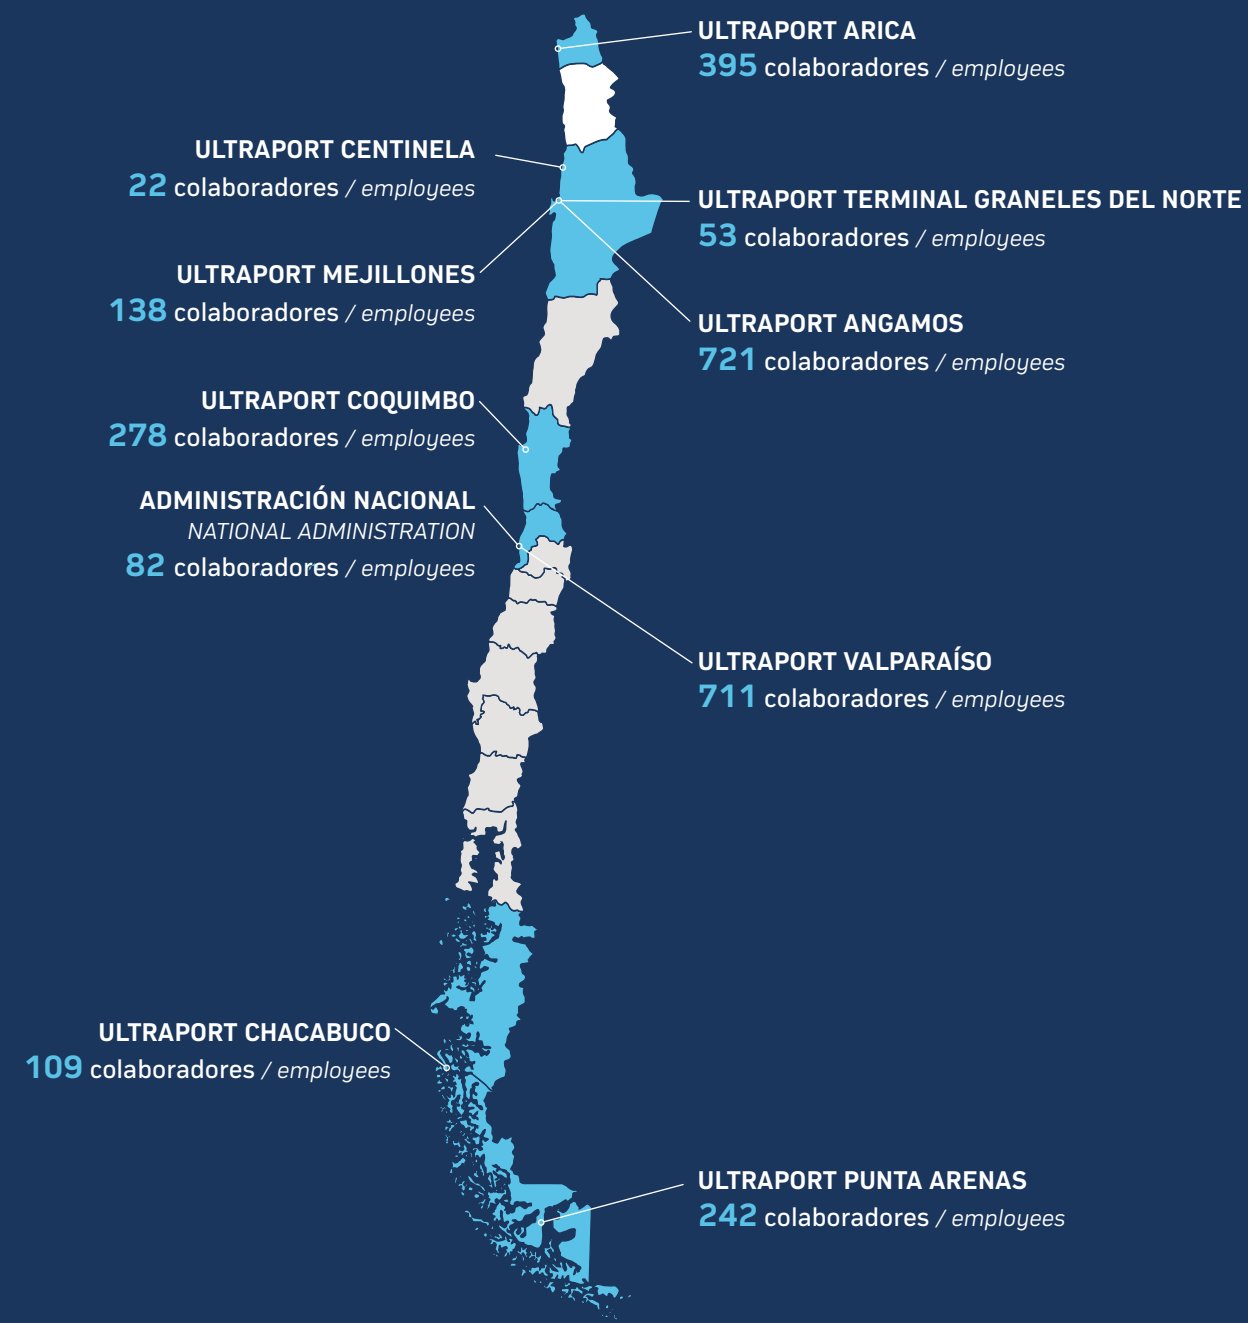 ULTRAPORT ARICA
395 colaboradores / employees
ULTRAPORT CENTINELA
22 colaboradores / employees
ULTRAPORT TERMINAL GRANELES DEL NORTE
53 colaboradores / employees
ULTRAPORT MEJILLONES
138 colaboradores / employees
ULTRAPORT ANGAMOS
721 colaboradores / employees
ULTRAPORT COQUIMBO
278 colaboradores / employees
ADMINISTRACIÓN NACIONAL
NATIONAL ADMINISTRATION
82 colaboradores / employees
ULTRAPORT VALPARAÍSO
711 colaboradores / employees
ULTRAPORT CHACABUCO
109 colaboradores / employees
ULTRAPORT PUNTA ARENAS
242 colaboradores / employees